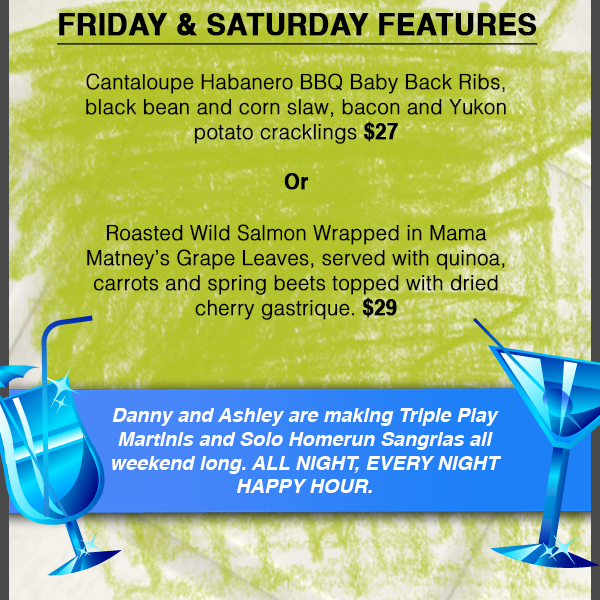 FRIDAY & SATURDAY FEATURES
Cantaloupe Habanero BBQ Baby Back Ribs,
black bean and corn slaw, bacon and Yukon
potato cracklings $27
Or
Roasted Wild Salmon Wrapped in Mama
Matney's Grape Leaves, served with quinoa,
carrots and spring beets topped with dried
cherry gastrique. $29
Danny and Ashley are making Triple Play
Martinis and Solo Homerun Sangrias all
weekend long. ALL NIGHT, EVERY NIGHT
HAPPY HOUR.